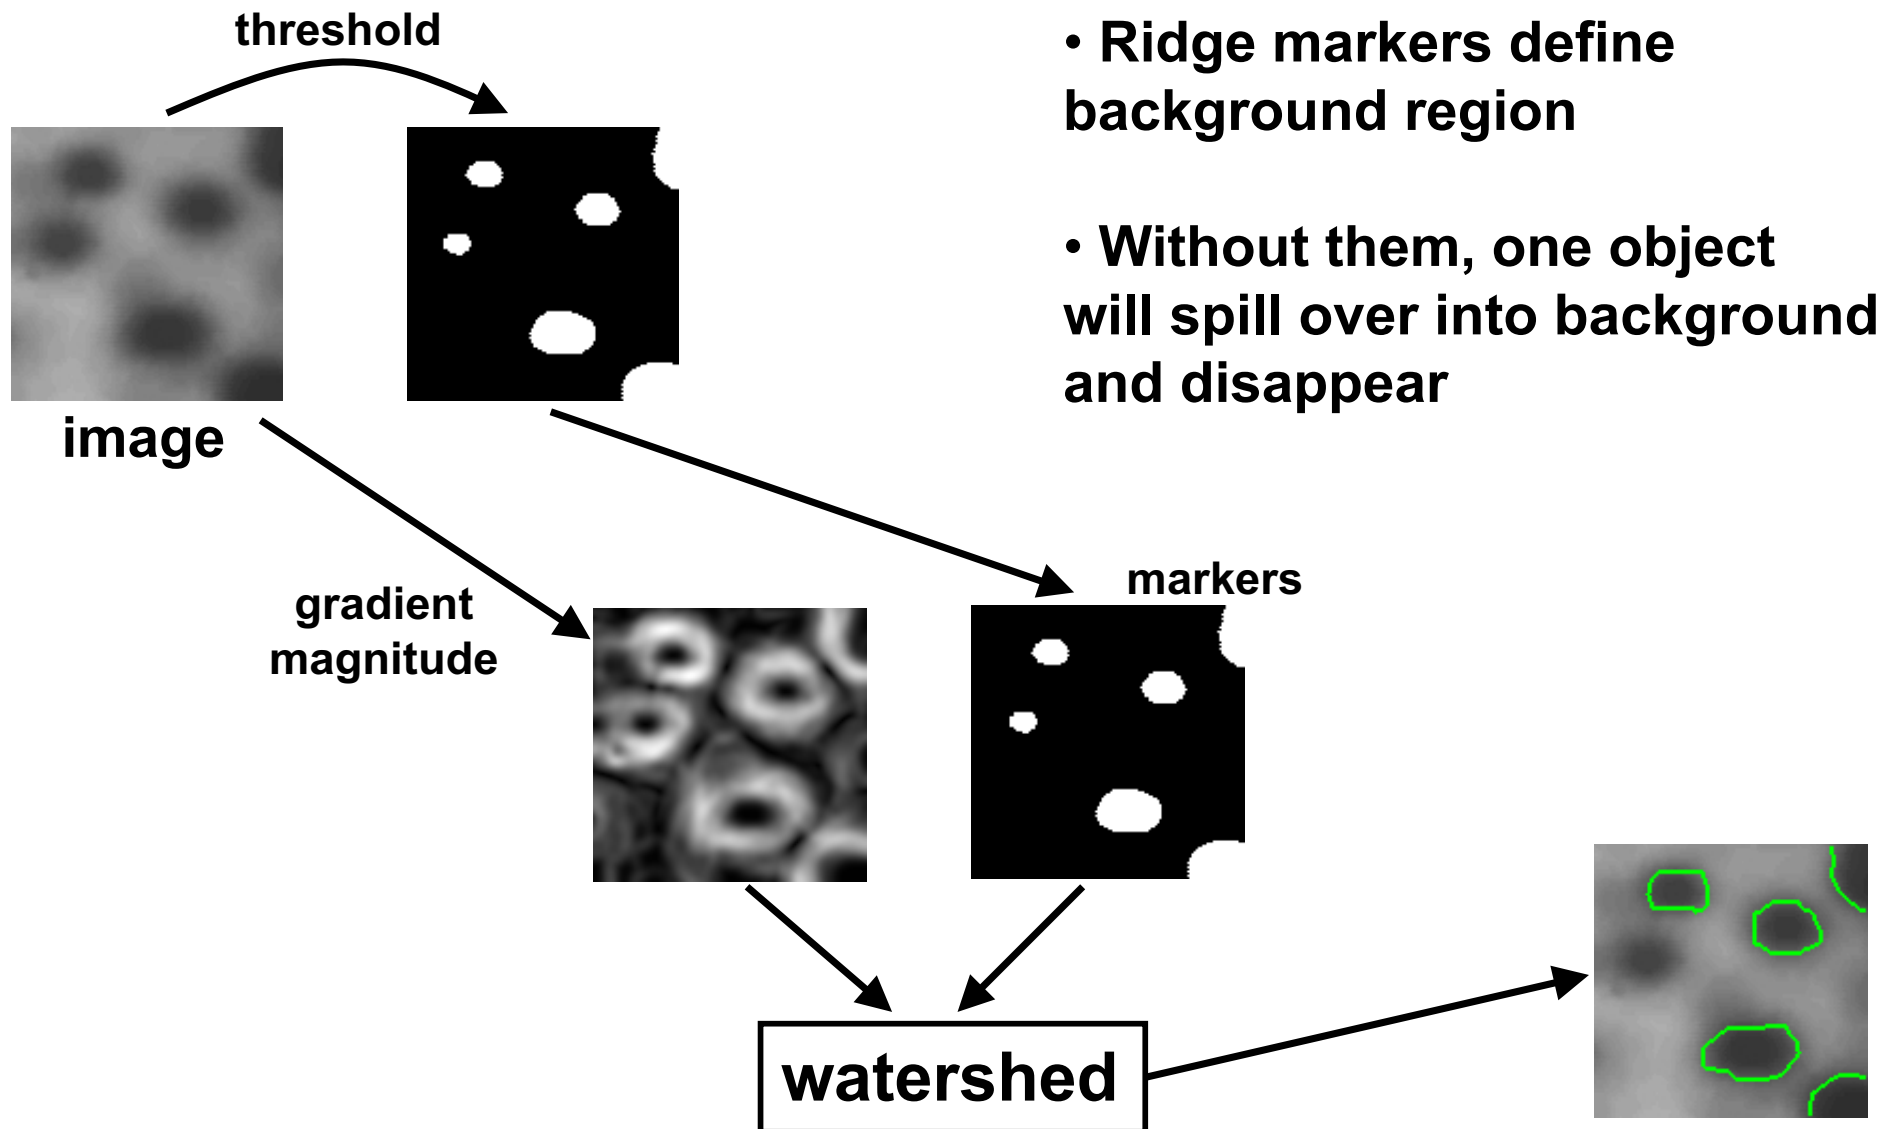 threshold
• Ridge markers define
background region
• Without them, one object
will spill over into background
and disappear
image
markers
gradient
magnitude
watershed